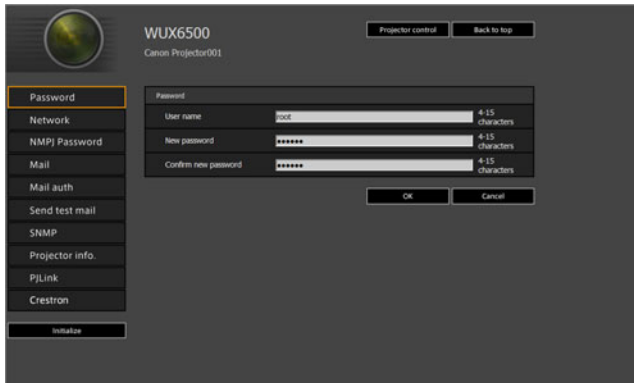 WUX6500
Projector control
Back to top
Canon Projector001
Password
Network
NMPJ Password
Mail
Mail auth
Send test mail
SNMP
Projector info.
PJLink
Crestron
Initialize
Password
User name root 4-15
characters
New password •••••• 4-15
characters
Confirm new password •••••• 4-15
characters
OK
Cancel